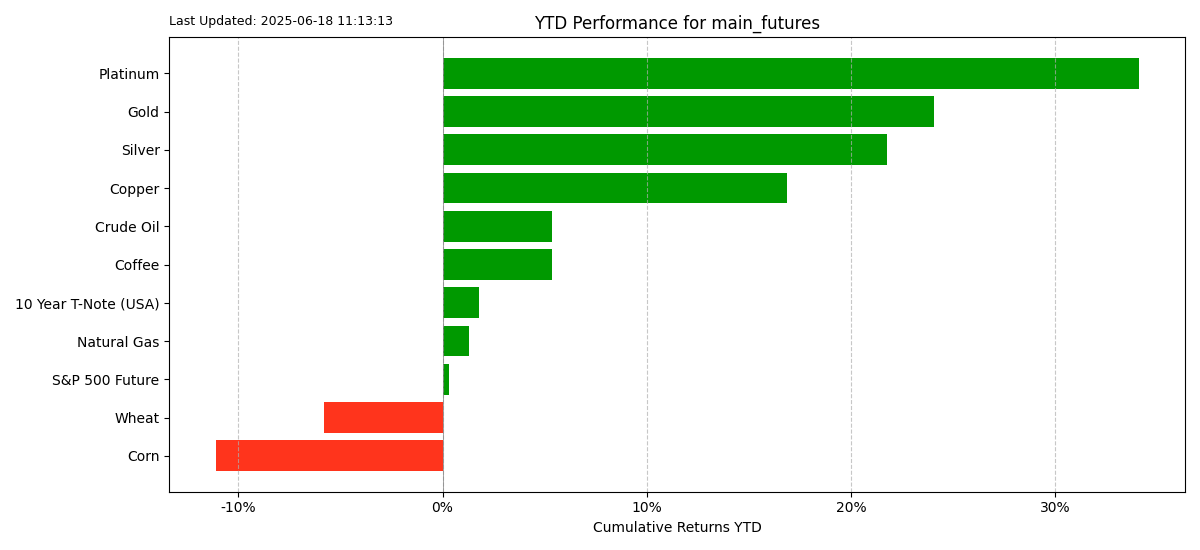 Last Updated: 2025-06-18 11:13:13
YTD Performance for main_futures
Platinum
Gold
Silver
Copper
Crude Oil
Coffee
10 Year T-Note (USA)
Natural Gas
S&P 500 Future
Wheat
Corn
-10% 0% 10% 20% 30%
Cumulative Returns YTD